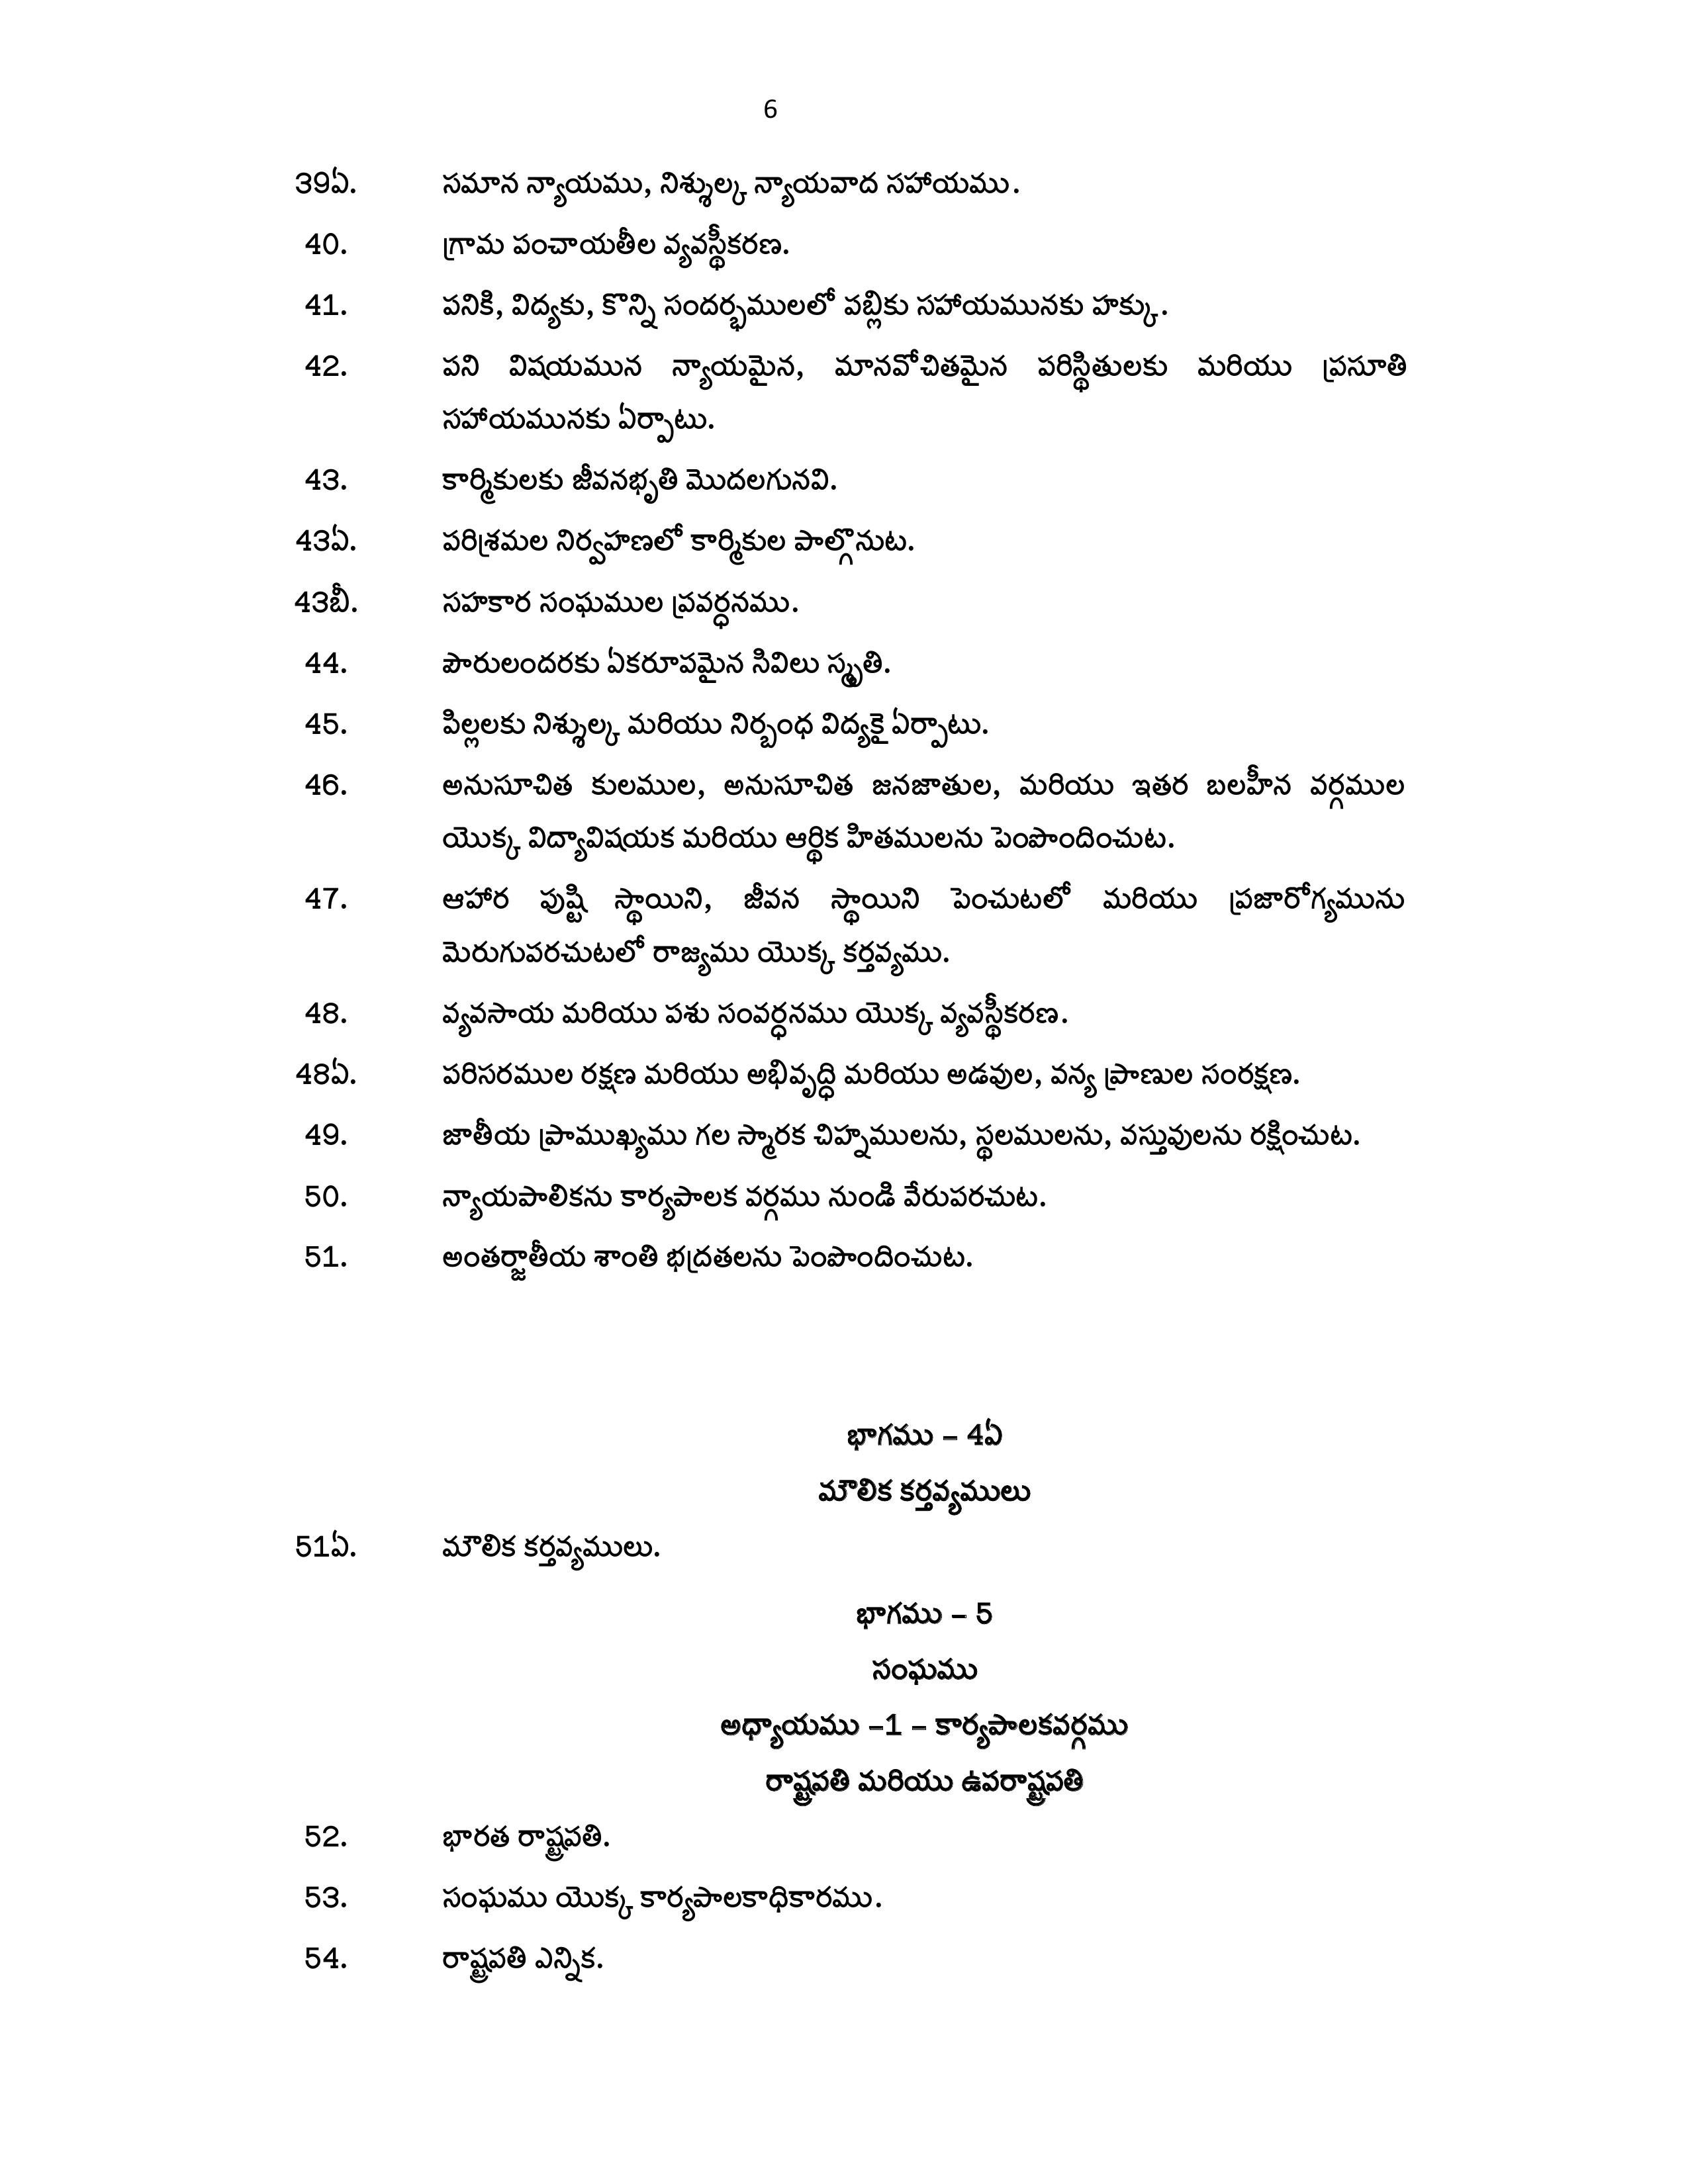 6
39ఏ. సమాన న్యాయము, నిశ్శుల్క న్యాయవాద సహాయము.
40. గ్రామ పంచాయతీల వ్యవస్థీకరణ.
41. పనికి, విద్యకు, కొన్ని సందర్భములలో పబ్లికు సహాయమునకు హక్కు.
42. పని విషయమున న్యాయమైన, మానవోచితమైన పరిస్థితులకు మరియు ప్రసూతి
సహాయమునకు ఏర్పాటు.
43. కార్మికులకు జీవనభృతి మొదలగునవి.
43ఏ. పరిశ్రమల నిర్వహణలో కార్మికుల పాల్గొనుట.
43బీ. సహకార సంఘముల ప్రవర్ధనము.
44. పౌరులందరకు ఏకరూపమైన సివిలు స్మృతి.
45. పిల్లలకు నిశ్శుల్క మరియు నిర్బంధ విద్యకై ఏర్పాటు.
46. అనుసూచిత కులముల, అనుసూచిత జనజాతుల, మరియు ఇతర బలహీన వర్గముల
యొక్క విద్యావిషయక మరియు ఆర్థిక హితములను పెంపొందించుట.
47. ఆహార పుష్టి స్థాయిని, జీవన స్థాయిని పెంచుటలో మరియు ప్రజారోగ్యమును
మెరుగుపరచుటలో రాజ్యము యొక్క కర్తవ్యము.
48. వ్యవసాయ మరియు పశు సంవర్ధనము యొక్క వ్యవస్థీకరణ.
48ఏ. పరిసరముల రక్షణ మరియు అభివృద్ధి మరియు అడవుల, వన్య ప్రాణుల సంరక్షణ.
49. జాతీయ ప్రాముఖ్యము గల స్మారక చిహ్నములను, స్థలములను, వస్తువులను రక్షించుట.
50. న్యాయపాలికను కార్యపాలక వర్గము నుండి వేరుపరచుట.
51. అంతర్జాతీయ శాంతి భద్రతలను పెంపొందించుట.
భాగము – 4ఏ
మౌలిక కర్తవ్యములు
51ఏ. మౌలిక కర్తవ్యములు.
భాగము – 5
సంఘము
అధ్యాయము –1 – కార్యపాలకవర్గము
రాష్ట్రపతి మరియు ఉపరాష్ట్రపతి
52. భారత రాష్ట్రపతి.
53. సంఘము యొక్క కార్యపాలకాధికారము.
54. రాష్ట్రపతి ఎన్నిక.